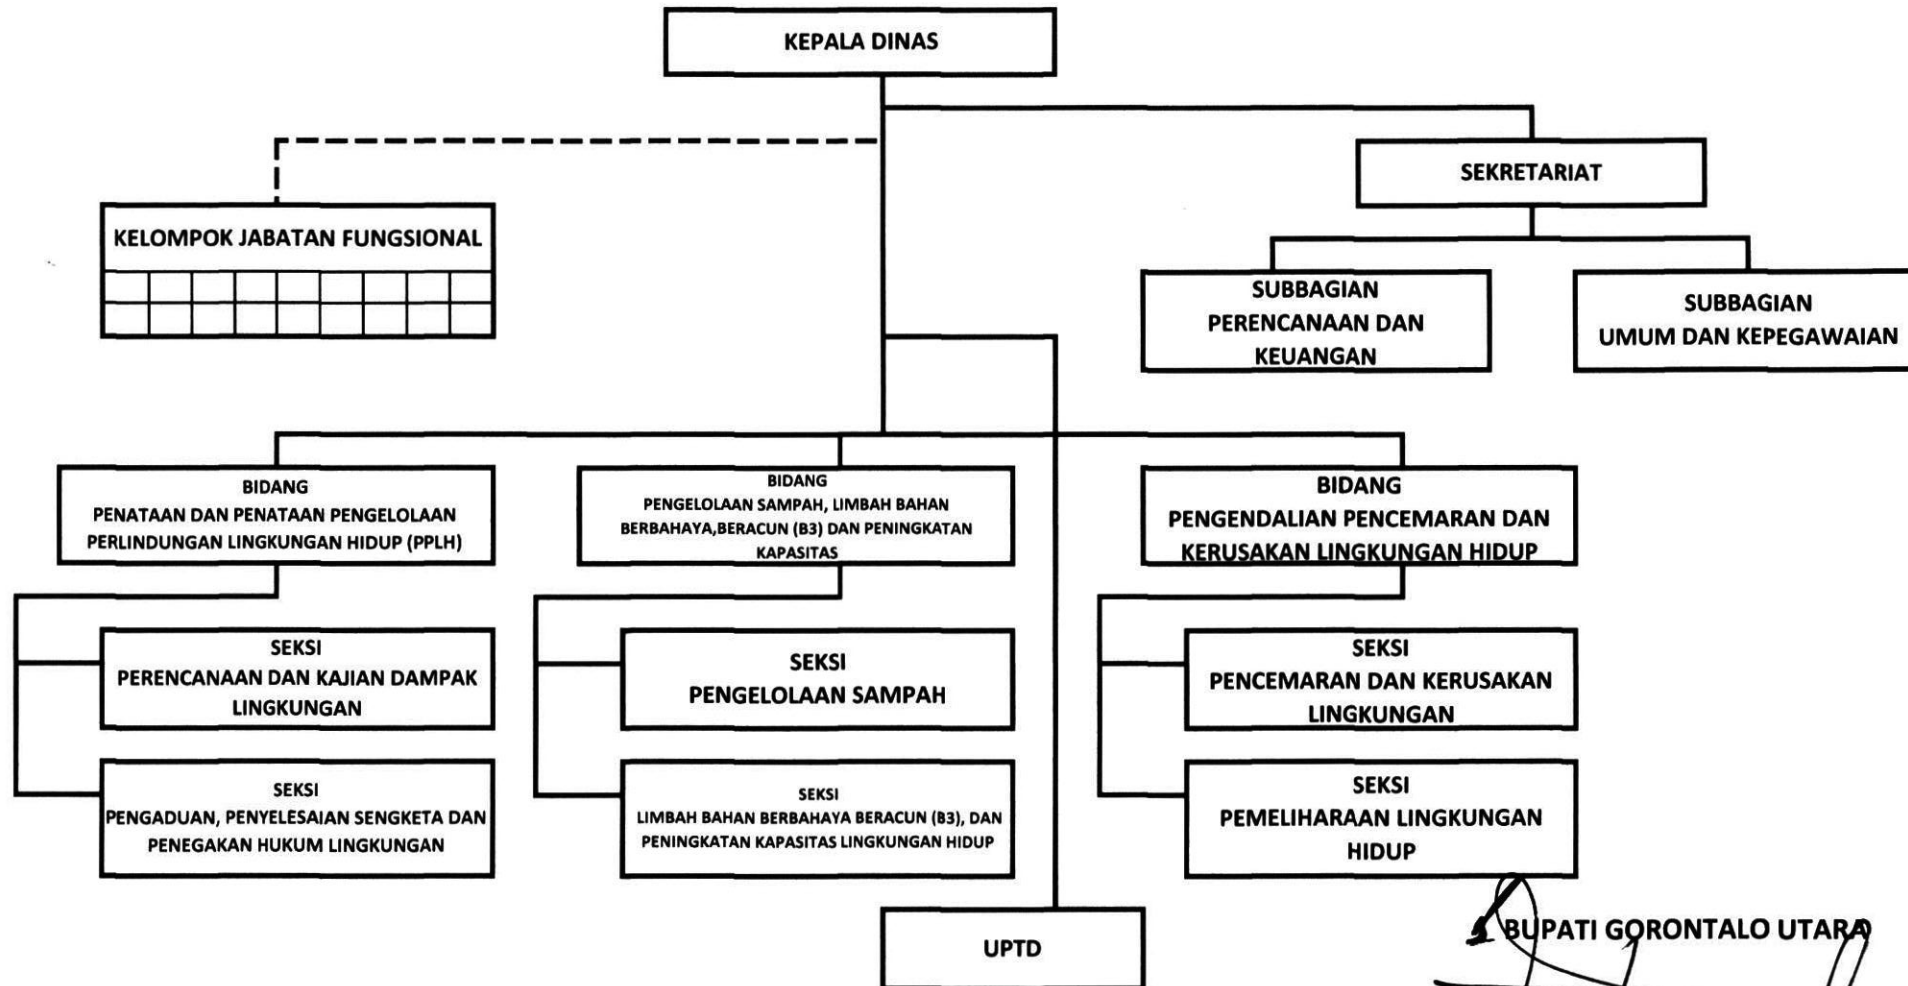 KEPALA DINAS
SEKRETARIAT
KELOMPOK JABATAN FUNGSIONAL
SUBBAGIAN
PERENCANAAN DAN
KEUANGAN
SUBBAGIAN
UMUM DAN KEPEGAWAIAN
BIDANG
PENATAAN DAN PENATAAN PENGELOLAAN
PERLINDUNGAN LINGKUNGAN HIDUP (PPLH)
BIDANG
PENGELOLAAN SAMPAH, LIMBAH BAHAN
BERBAHAYA,BERACUN (B3) DAN PENINGKATAN
KAPASITAS
BIDANG
PENGENDALIAN PENCEMARAN DAN
KERUSAKAN LINGKUNGAN HIDUP
SEKSI
PERENCANAAN DAN KAJIAN DAMPAK
LINGKUNGAN
SEKSI
PENGELOLAAN SAMPAH
SEKSI
PENCEMARAN DAN KERUSAKAN
LINGKUNGAN
SEKSI
PENGADUAN, PENYELESAIAN SENGKETA DAN
PENEGAKAN HUKUM LINGKUNGAN
SEKSI
LIMBAH BAHAN BERBAHAYA BERACUN (B3), DAN
PENINGKATAN KAPASITAS LINGKUNGAN HIDUP
SEKSI
PEMELIHARAAN LINGKUNGAN
HIDUP
UPTD
BUPATI GORONTALO UTARA